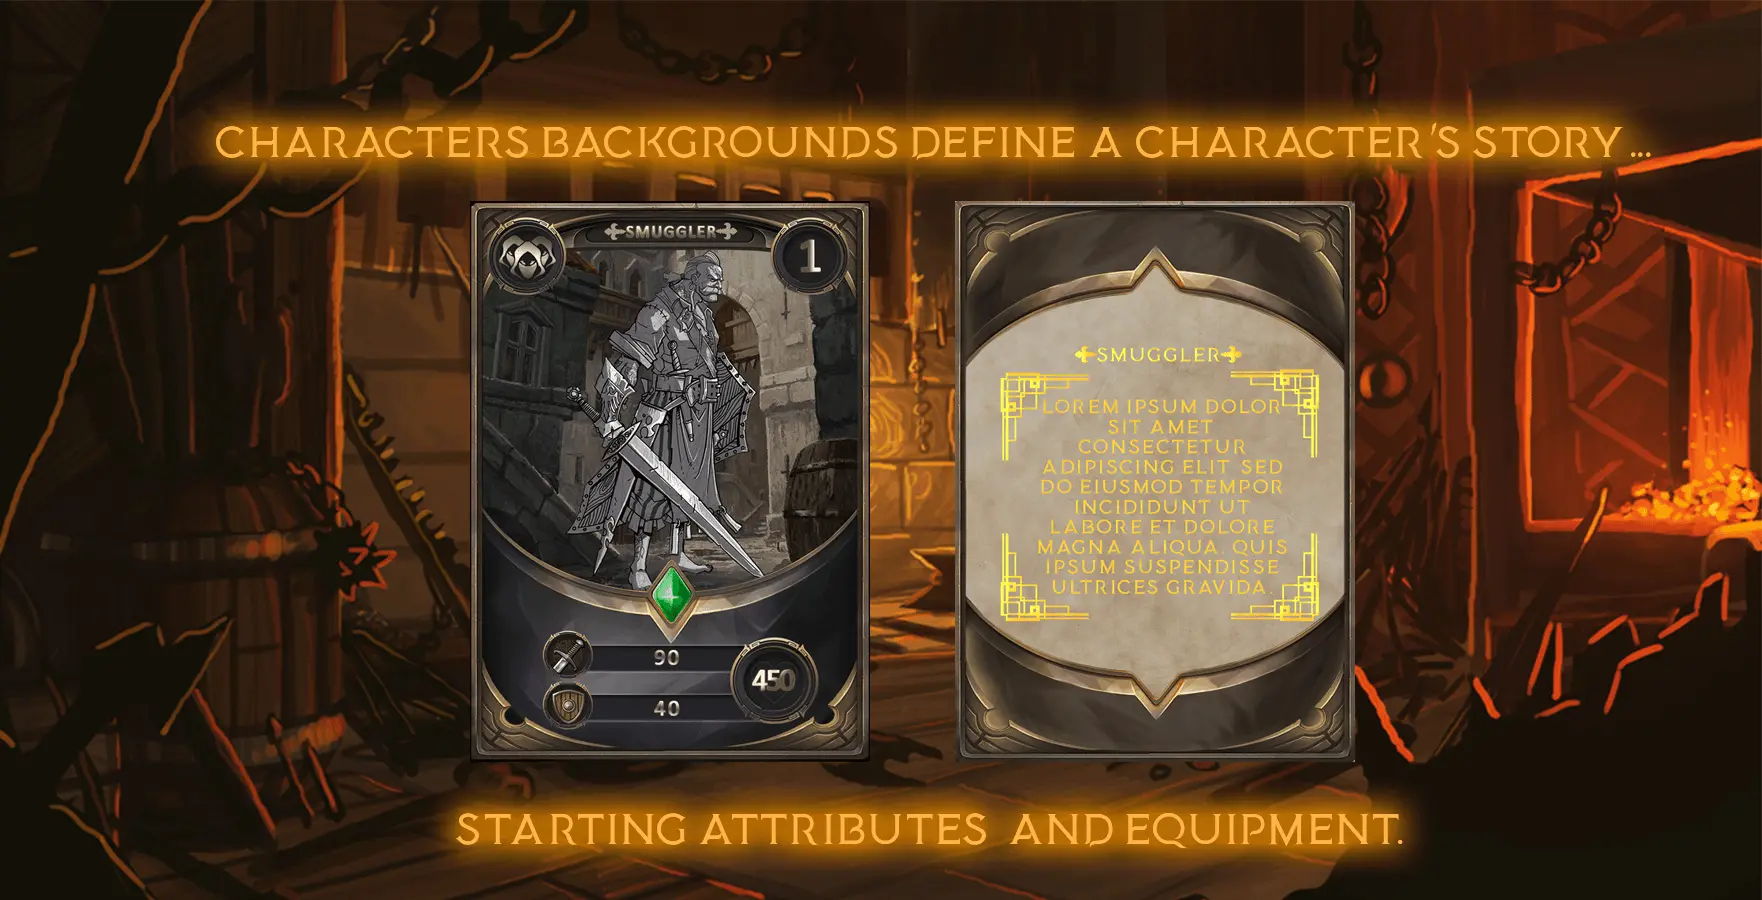 CHARACTERS BACKGROUNDS DEFINE A CHARACTER'S STORY...
SMUGGLER
1
4
90
450
40
SMUGGLER
LOREM IPSUM DOLOR
SIT AMET
CONSECTETUR
ADIPISCING ELIT SED
DO EIUSMOD TEMPOR
INCIDIDUNT UT
LABORE ET DOLORE
MAGNA ALIQUA. QUIS
IPSUM SUSPENDISSE
ULTRICES GRAVIDA.
STARTING ATTRIBUTES AND EQUIPMENT.